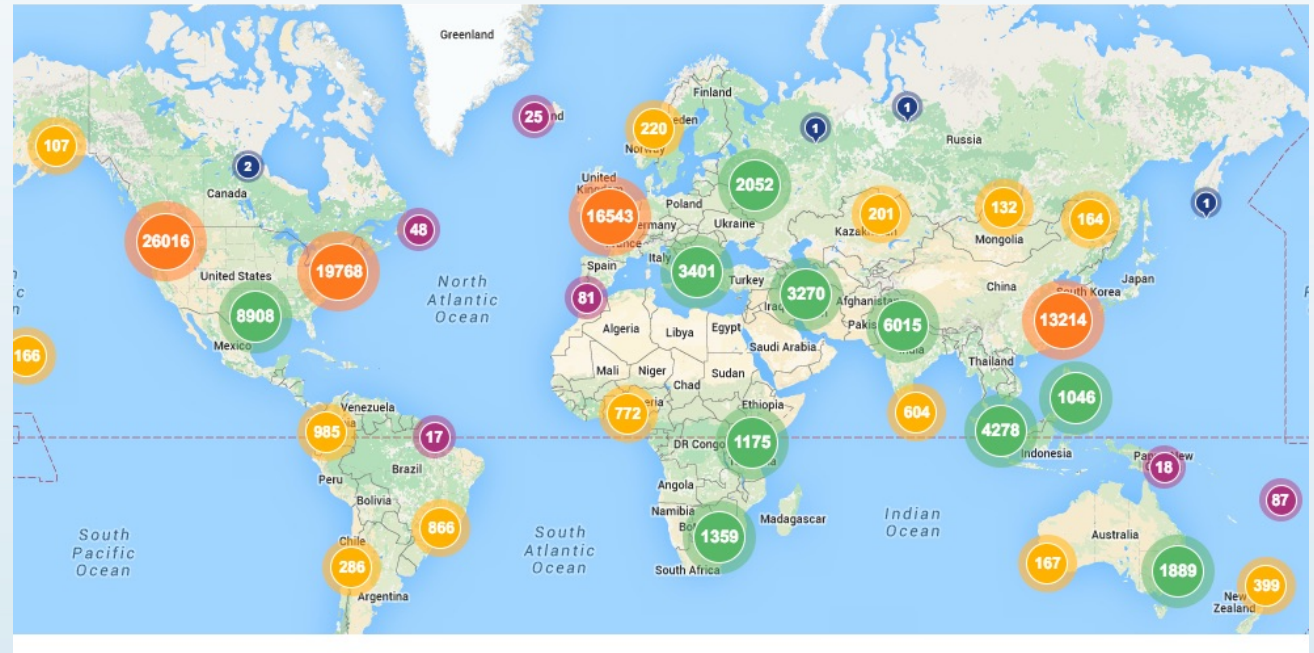 Greenland
Finland
25
1
1
220
107
Russia
2
United
2052
Canada
Poland
201
132
164
1
16543
Ukraine
48
26016
Mongolia
19768
Spain
Italy
3401
Turkey
China
Japan
United States
North
Atlantic
Ocean
81
3270
South Korea
8908
6015
13214
Algeria
Libya
Egypt
Mexico
Saudi Arabia
166
Thailand
Mali
Niger
Sudan
Chad
1046
Venezuela
772
Ethiopia
604
985
17
DR Congo
1175
4278
Indonesia
18
Peru
Brazil
Angola
87
Bolivia
Namibia
Madagascar
Indian
Ocean
866
South
Pacific
Ocean
South
Atlantic
Ocean
1359
Australia
Chile
286
South Africa
167
1889
399
Argentina
New
Zealand